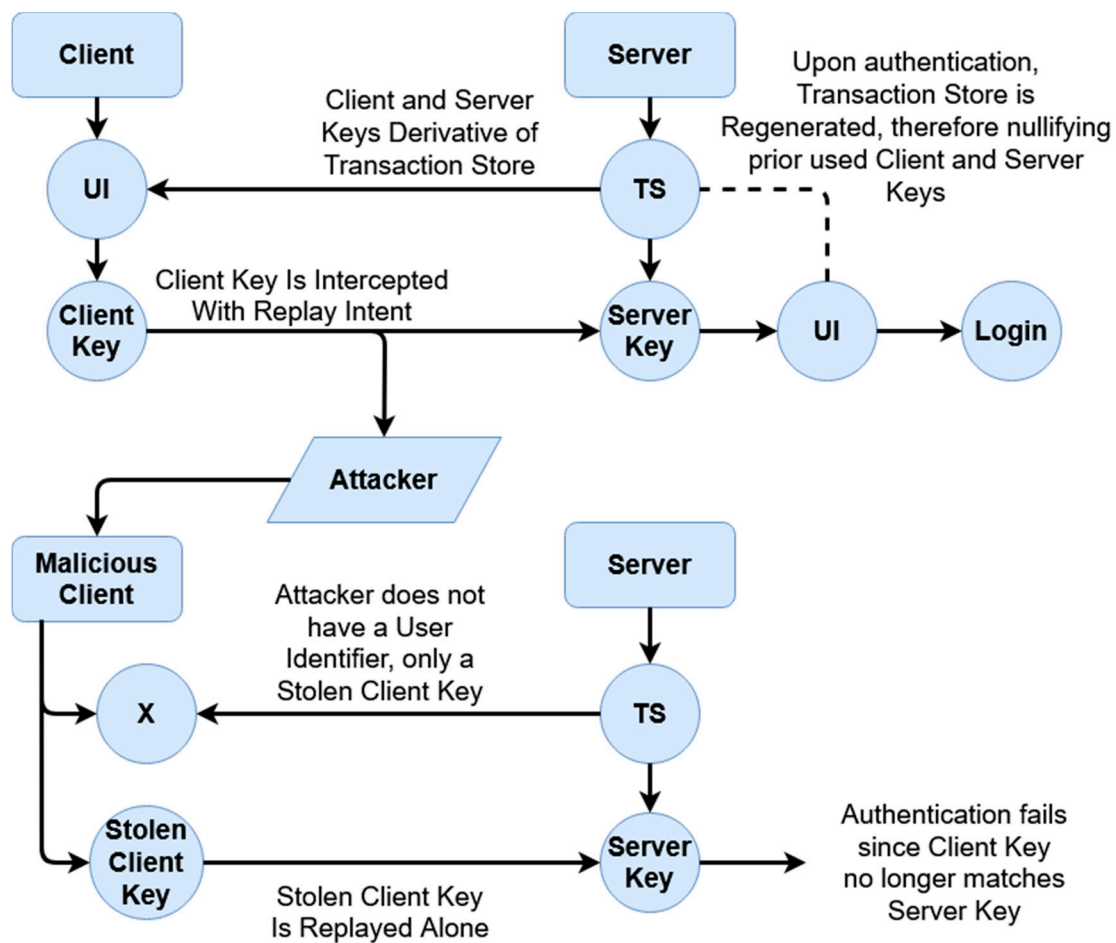 Client
Server
Upon authentication,
Transaction Store is
Regenerated, therefore nullifying
prior used Client and Server
Keys
Client and Server
Keys Derivative of
Transaction Store
UI
TS
Client Key Is Intercepted
With Replay Intent
Client
Key
Server
Key
UI
Login
Attacker
Malicious
Client
Server
Attacker does not
have a User
Identifier, only a
Stolen Client Key
X
TS
Stolen
Client
Key
Stolen Client Key
Is Replayed Alone
Server
Key
Authentication fails
since Client Key
no longer matches
Server Key